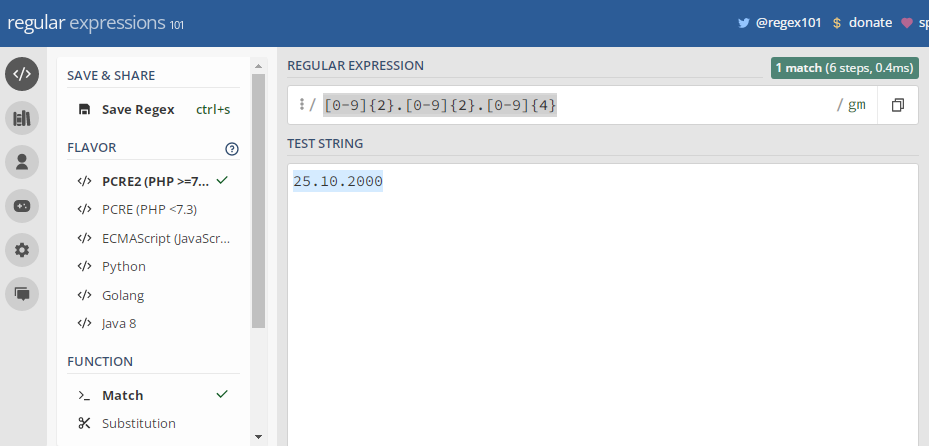 regular expressions 101
@regex101 $ donate sp
SAVE & SHARE
Save Regex ctrl+s
FLAVOR
PCRE2 (PHP >=7...
PCRE (PHP <7.3)
ECMAScript (JavaScr...
Python
Golang
Java 8
FUNCTION
Match
Substitution
REGULAR EXPRESSION
1 match (6 steps, 0.4ms)
/ [0-9]{2}.[0-9]{2}.[0-9]{4} / gm
TEST STRING
25.10.2000